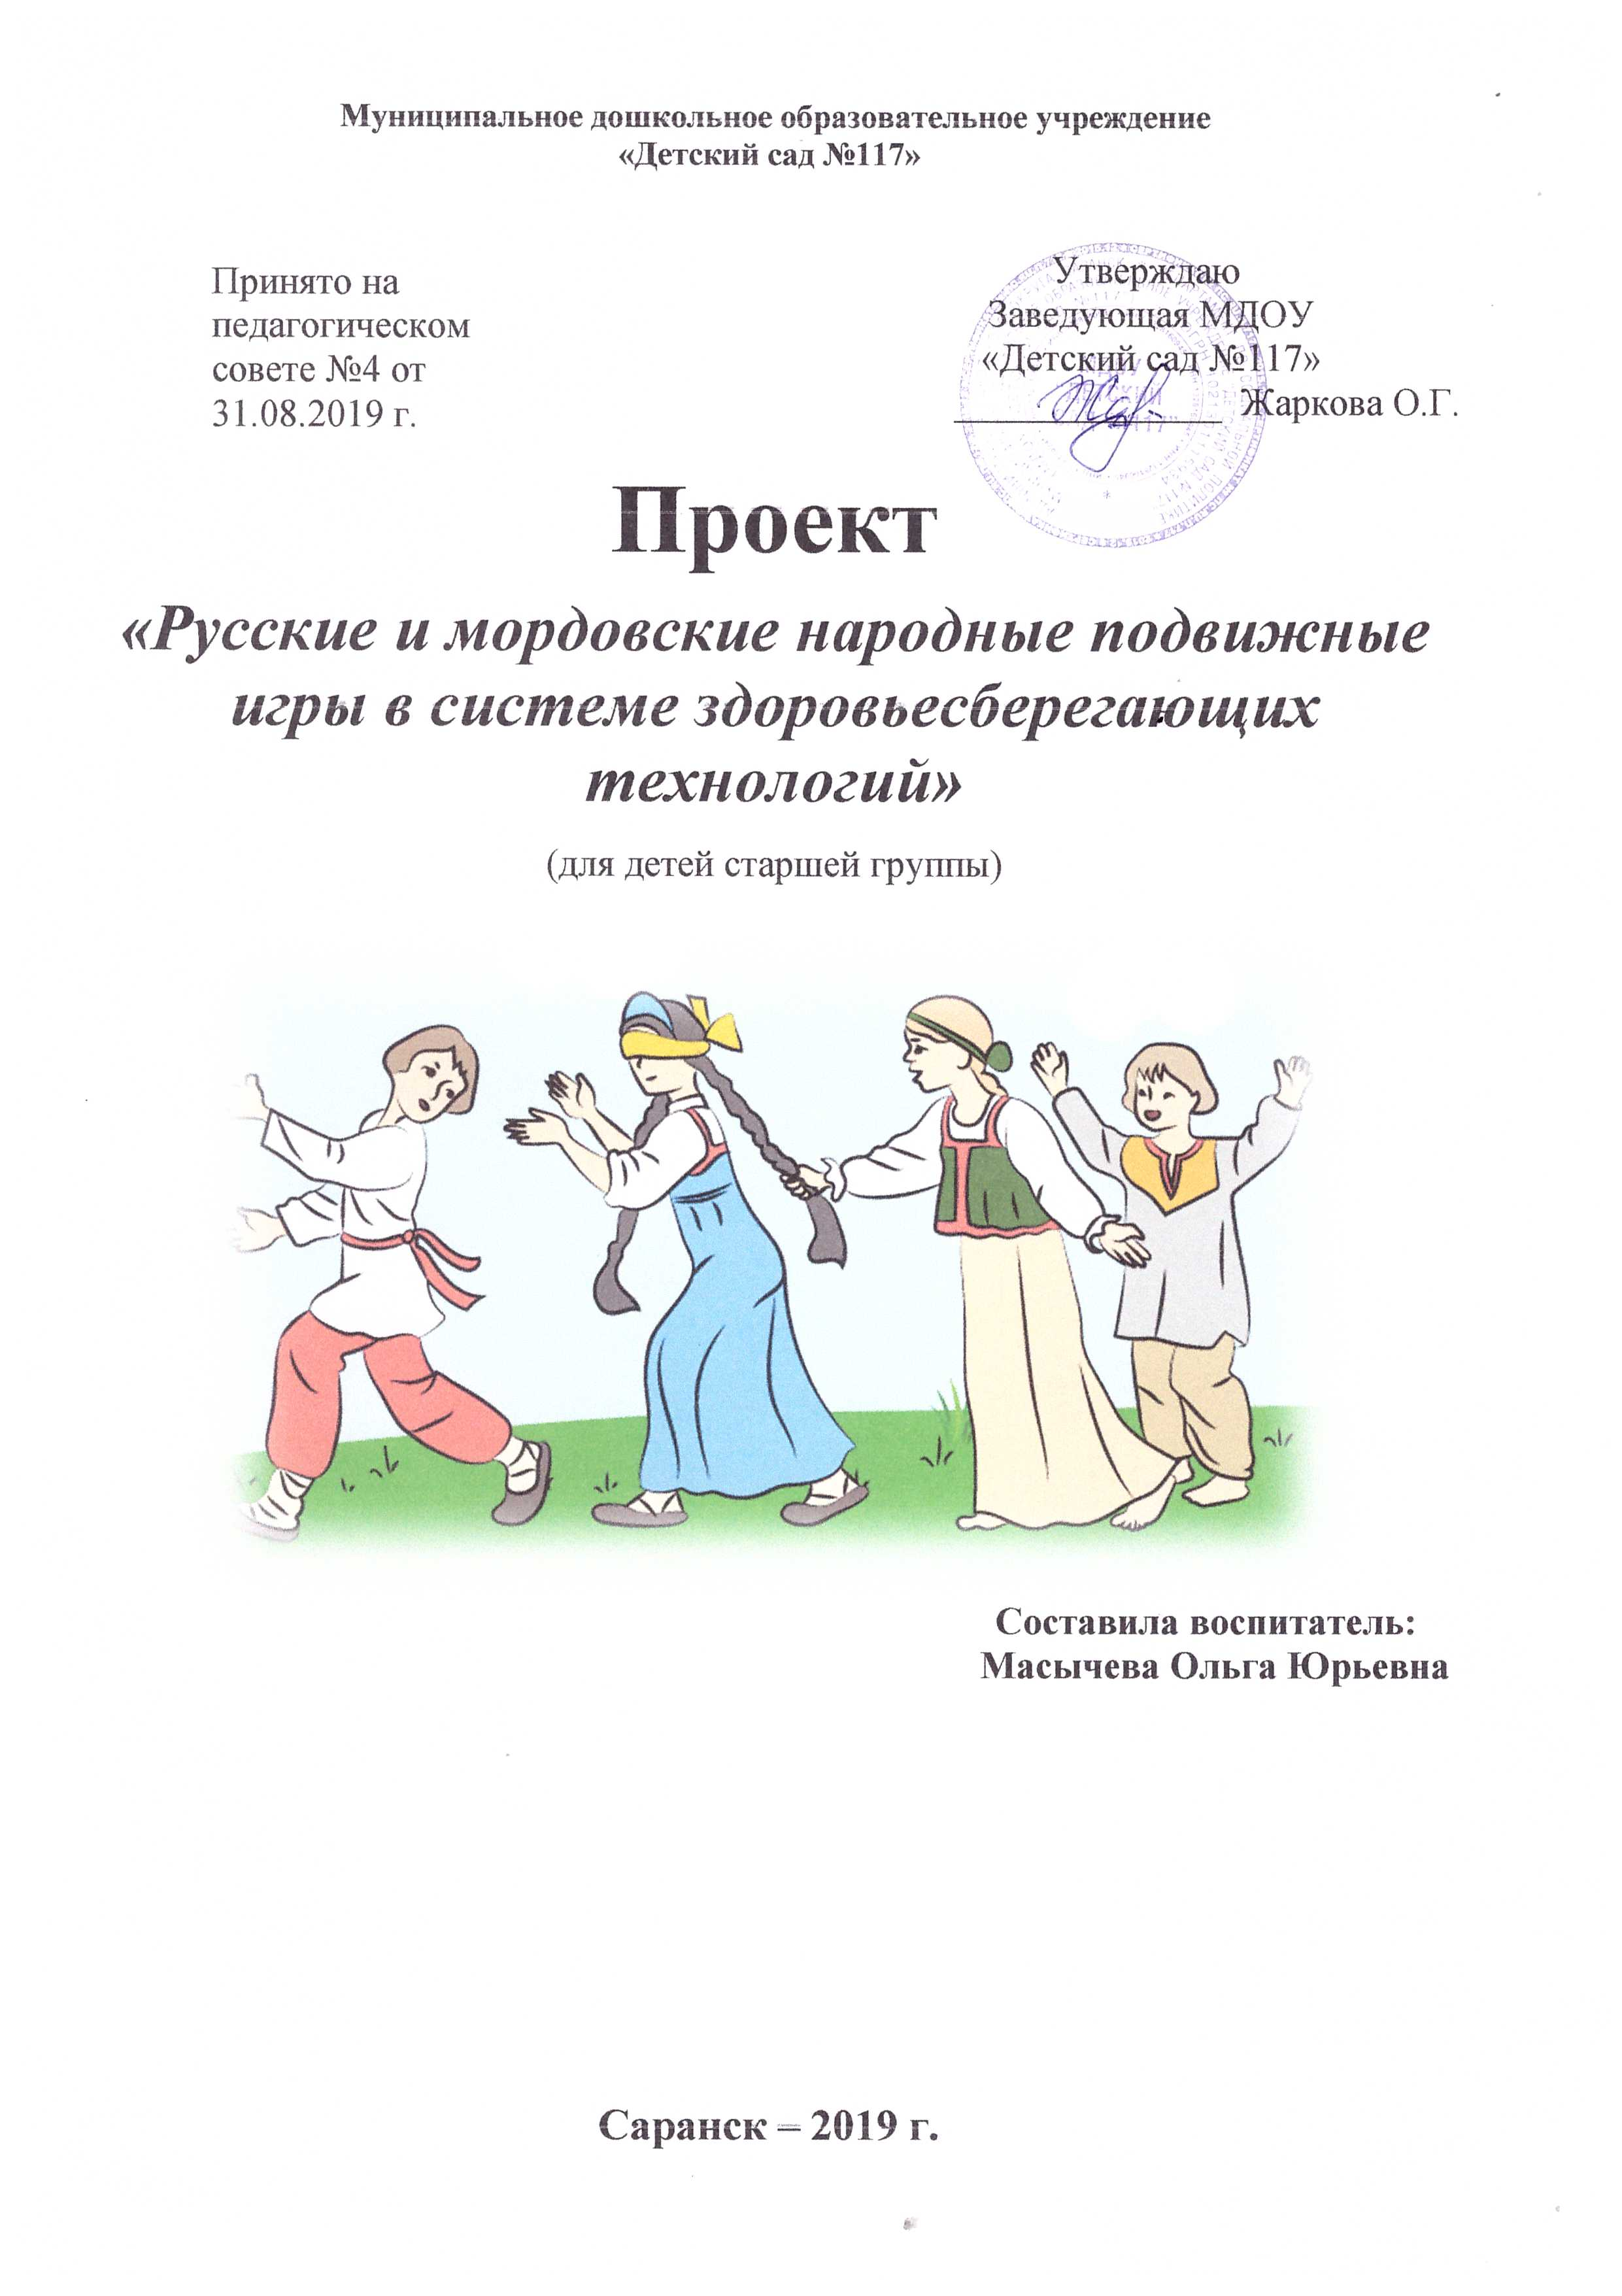 Муниципальное дошкольное образовательное учреждение
«Детский сад №117»
Принято на
педагогическом
совете №4 от
31.08.2019 г.
Утверждаю
Заведующая МДОУ
«Детский сад №117»
Жаркова О.Г.
Проект
«Русские и мордовские народные подвижные
игры в системе здоровьесберегающих
технологий»
(для детей старшей группы)
Составила воспитатель:
Масычева Ольга Юрьевна
Саранск – 2019 г.